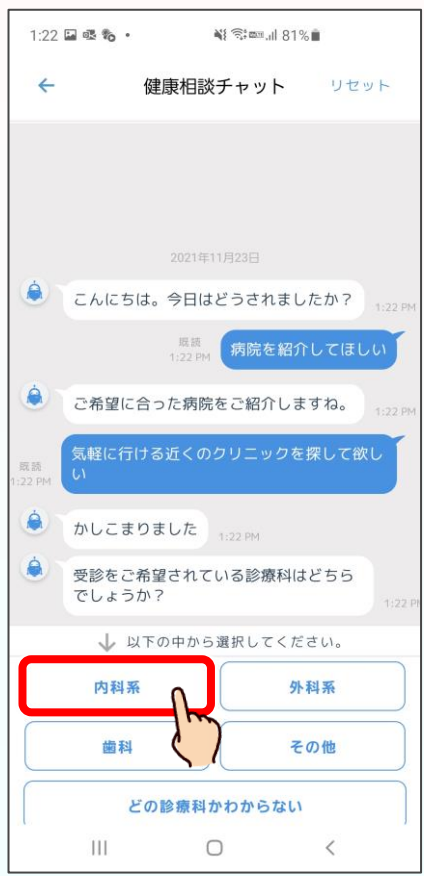 1:22 81%
健康相談チャット リセット
2021年11月23日
こんにちは。今日はどうされましたか？ 1:22 PM
既読
1:22 PM
病院を紹介してほしい
ご希望に合った病院をご紹介しますね。 1:22 PM
気軽に行ける近くのクリニックを探して欲し
い
既読
1:22 PM
かしこまりました 1:22 PM
受診をご希望されている診療科はどちら
でしょうか？ 1:22 PM
以下の中から選択してください。
内科系 外科系
歯科 その他
どの診療科かわからない